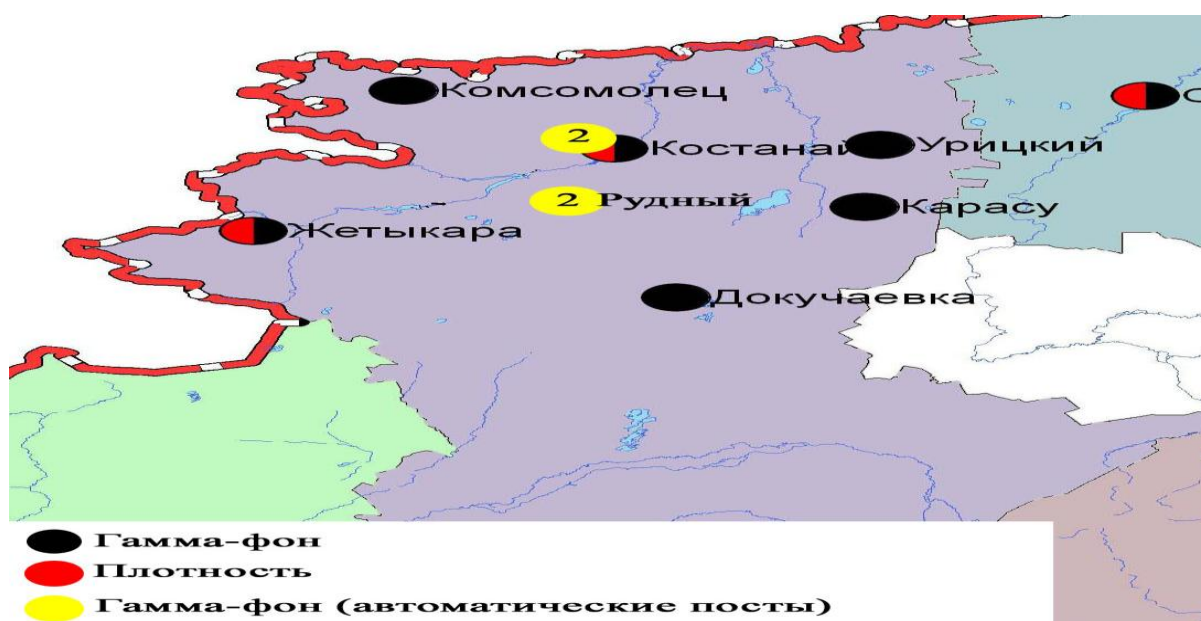 Комсомолец
2
Костанай
Урицкий
2 Рудный
Карасу
Жетыкара
Докучаевка
Гамма-фон
Плотность
Гамма-фон (автоматические посты)